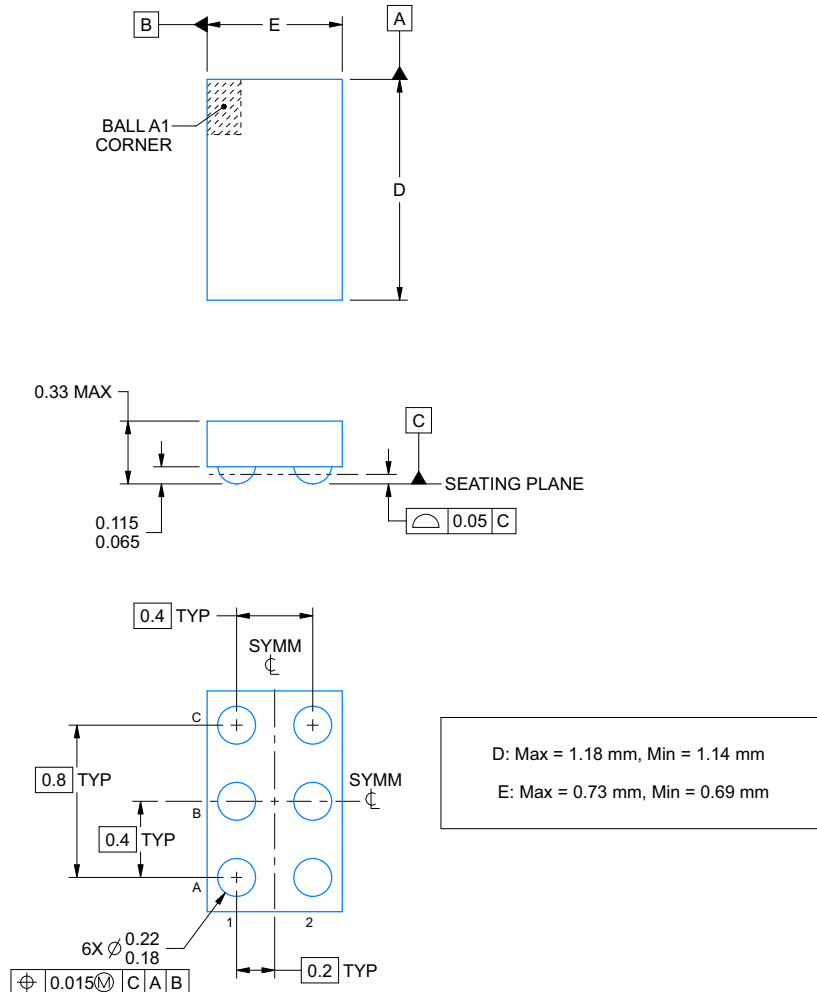 B
E
A
BALL A1
CORNER
D
0.33 MAX
C
SEATING PLANE
0.115
0.065
0.05 C
0.4 TYP
SYMM
C
0.8 TYP
SYMM
B
0.4 TYP
A
1
2
6X ⌀ 0.22
0.18
0.015Ⓜ C A B
0.2 TYP
D: Max = 1.18 mm, Min = 1.14 mm
E: Max = 0.73 mm, Min = 0.69 mm